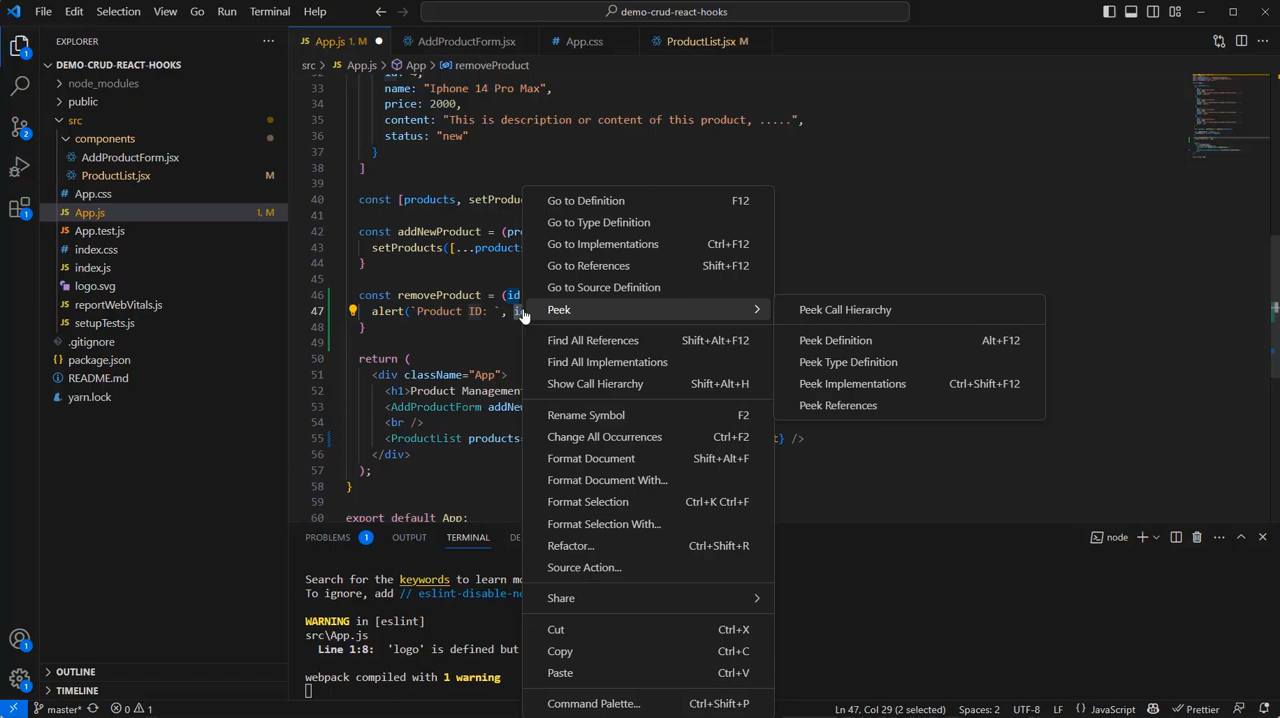 File Edit Selection View Go Run Terminal Help
demo-crud-react-hooks
EXPLORER
DEMO-CRUD-REACT-HOOKS
node_modules
public
src
components
AddProductForm.jsx
ProductList.jsx M
App.css
App.js 1, M
App.test.js
index.css
index.js
logo.svg
reportWebVitals.js
setupTests.js
.gitignore
package.json
README.md
yarn.lock
OUTLINE
TIMELINE
App.js 1, M
AddProductForm.jsx
App.css
ProductList.jsx M
src > App.js > App > removeProduct
33 name: "Iphone 14 Pro Max",
34 price: 2000,
35 content: "This is description or content of this product, .....",
36 status: "new"
37 }
38 ]
39
40 const [products, setProduc
41
42 const addNewProduct = (pr
43 setProducts([...products
44 }
45
46 const removeProduct = (id
47 alert(`Product ID: `,
48 }
49
50 return (
51 <div className="App">
52 <h1>Product Management
53 <AddProductForm addNew
54 <br />
55 <ProductList products= } />
56 </div>
57 );
58 }
59
60 export default App;
Go to Definition F12
Go to Type Definition
Go to Implementations Ctrl+F12
Go to References Shift+F12
Go to Source Definition
Peek
Find All References Shift+Alt+F12
Find All Implementations
Show Call Hierarchy Shift+Alt+H
Rename Symbol F2
Change All Occurrences Ctrl+F2
Format Document Shift+Alt+F
Format Document With...
Format Selection Ctrl+K Ctrl+F
Format Selection With...
Refactor... Ctrl+Shift+R
Source Action...
Share
Cut Ctrl+X
Copy Ctrl+C
Paste Ctrl+V
Command Palette... Ctrl+Shift+P
Peek Call Hierarchy
Peek Definition Alt+F12
Peek Type Definition
Peek Implementations Ctrl+Shift+F12
Peek References
PROBLEMS 1 OUTPUT TERMINAL DE
node
Search for the keywords to learn mo
To ignore, add // eslint-disable-ne
WARNING in [eslint]
src\App.js
Line 1:8: 'logo' is defined but
webpack compiled with 1 warning
master* 0 1
Ln 47, Col 29 (2 selected) Spaces: 2 UTF-8 LF JavaScript Prettier